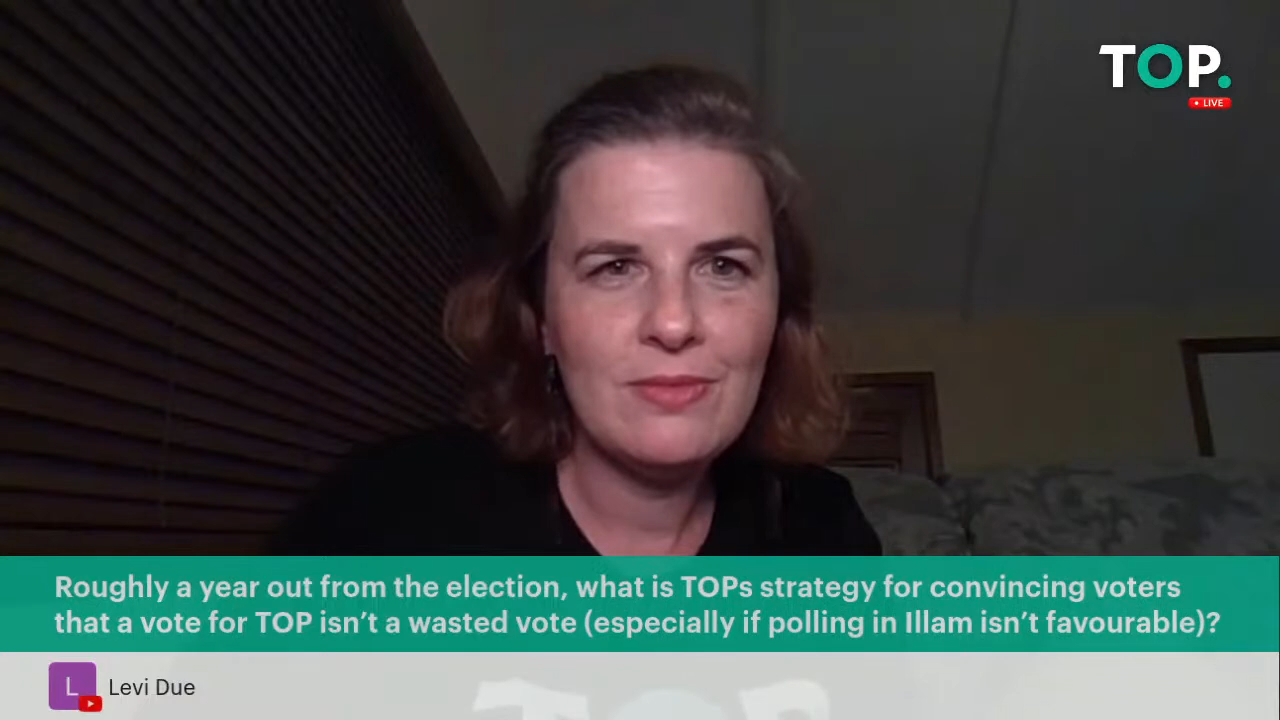 TOP.
LIVE
Roughly a year out from the election, what is TOPs strategy for convincing voters
that a vote for TOP isn’t a wasted vote (especially if polling in Illam isn’t favourable)?
L
Levi Due
TOP.